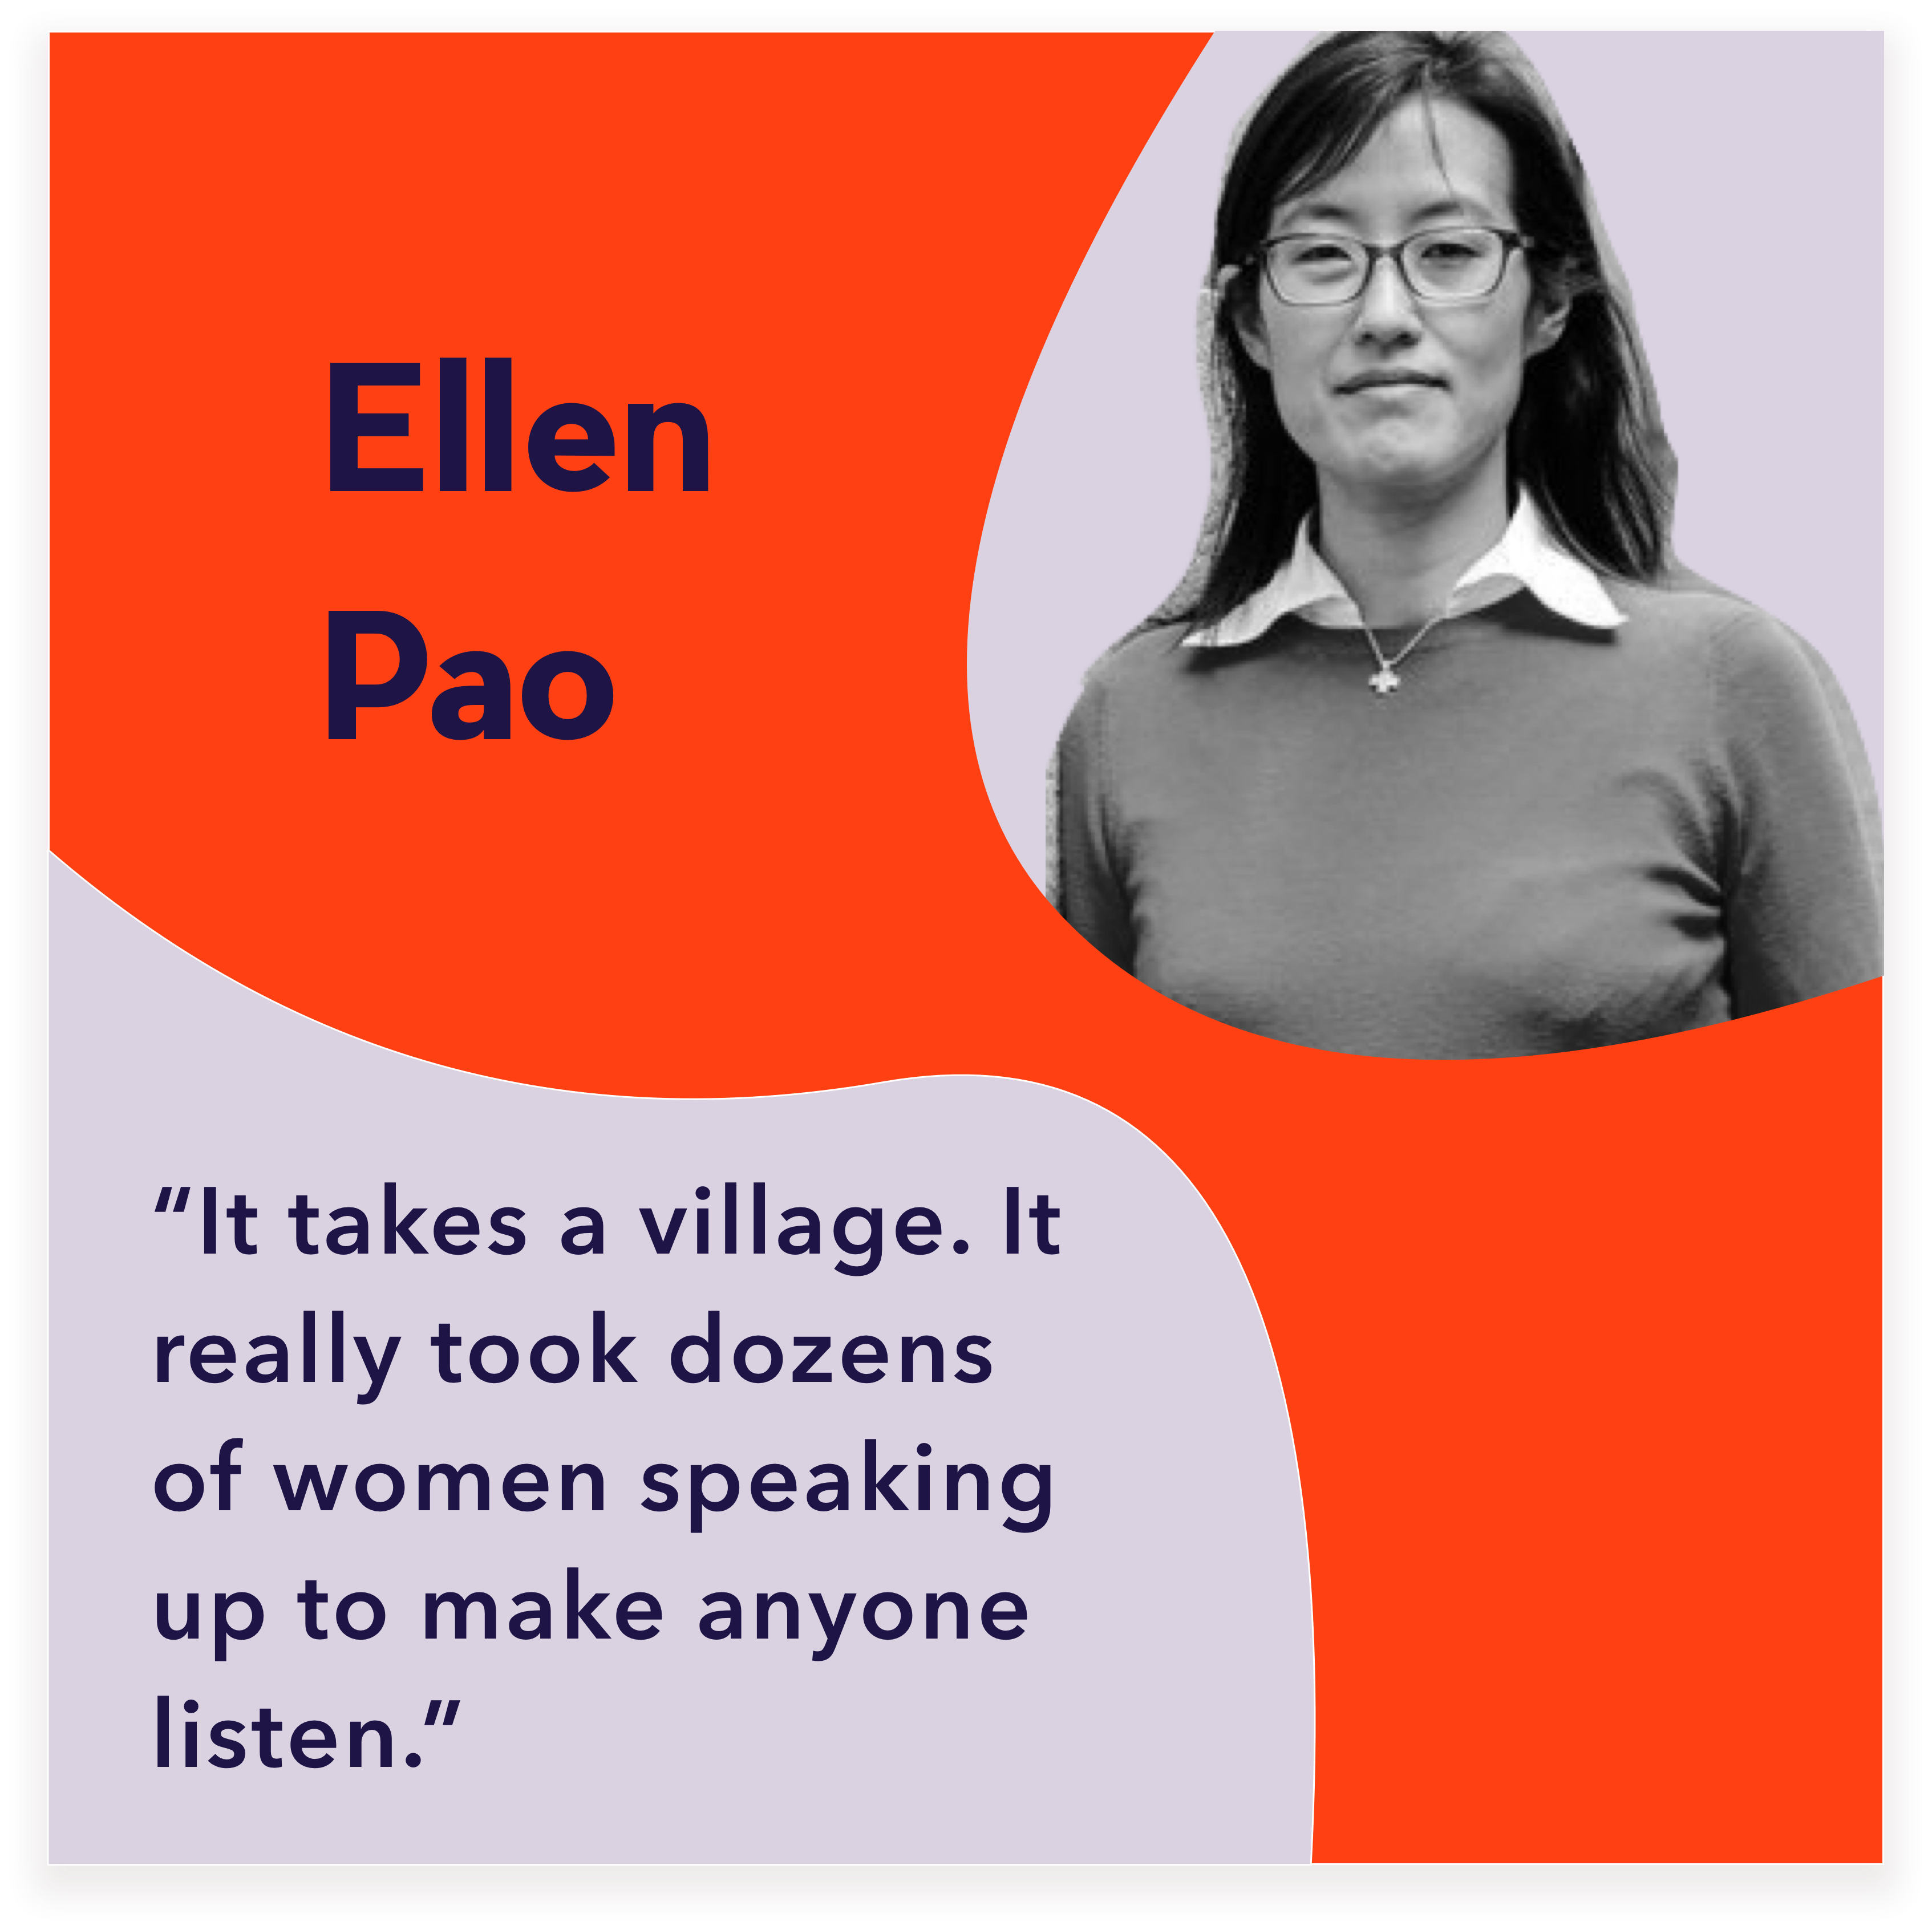 Ellen
Pao
“It takes a village. It
really took dozens
of women speaking
up to make anyone
listen.”